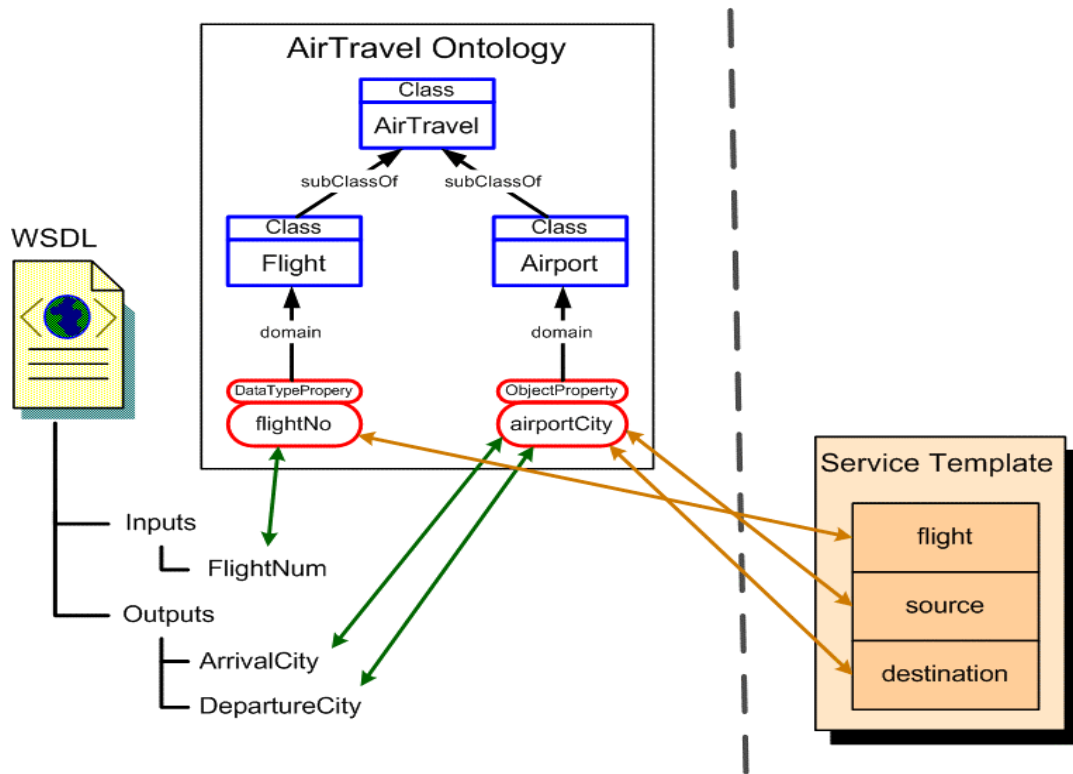 AirTravel Ontology
Class
AirTravel
subClassOf
subClassOf
Class
Flight
Class
Airport
domain
domain
DataTypePropery
flightNo
ObjectProperty
airportCity
WSDL
Inputs
FlightNum
Outputs
ArrivalCity
DepartureCity
Service Template
flight
source
destination